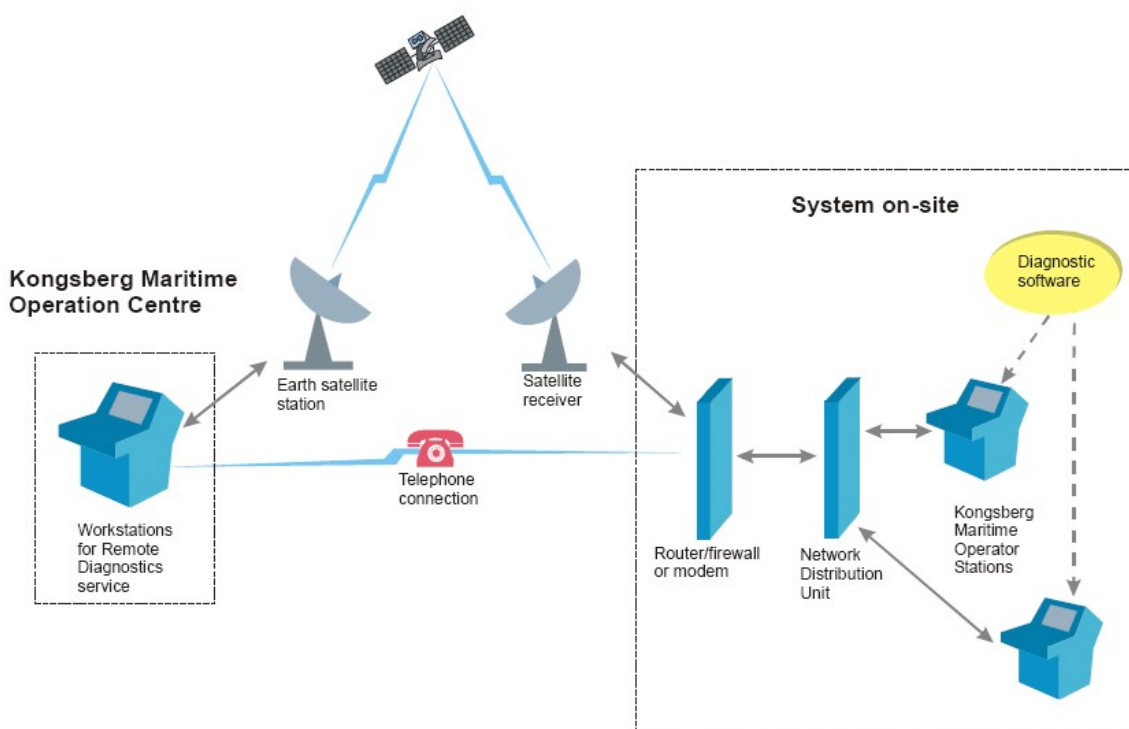 System on-site
Diagnostic
software
Kongsberg Maritime
Operation Centre
Earth satellite
station
Satellite
receiver
Telephone
connection
Workstations
for Remote
Diagnostics
service
Router/firewall
or modem
Network
Distribution
Unit
Kongsberg
Maritime
Operator
Stations